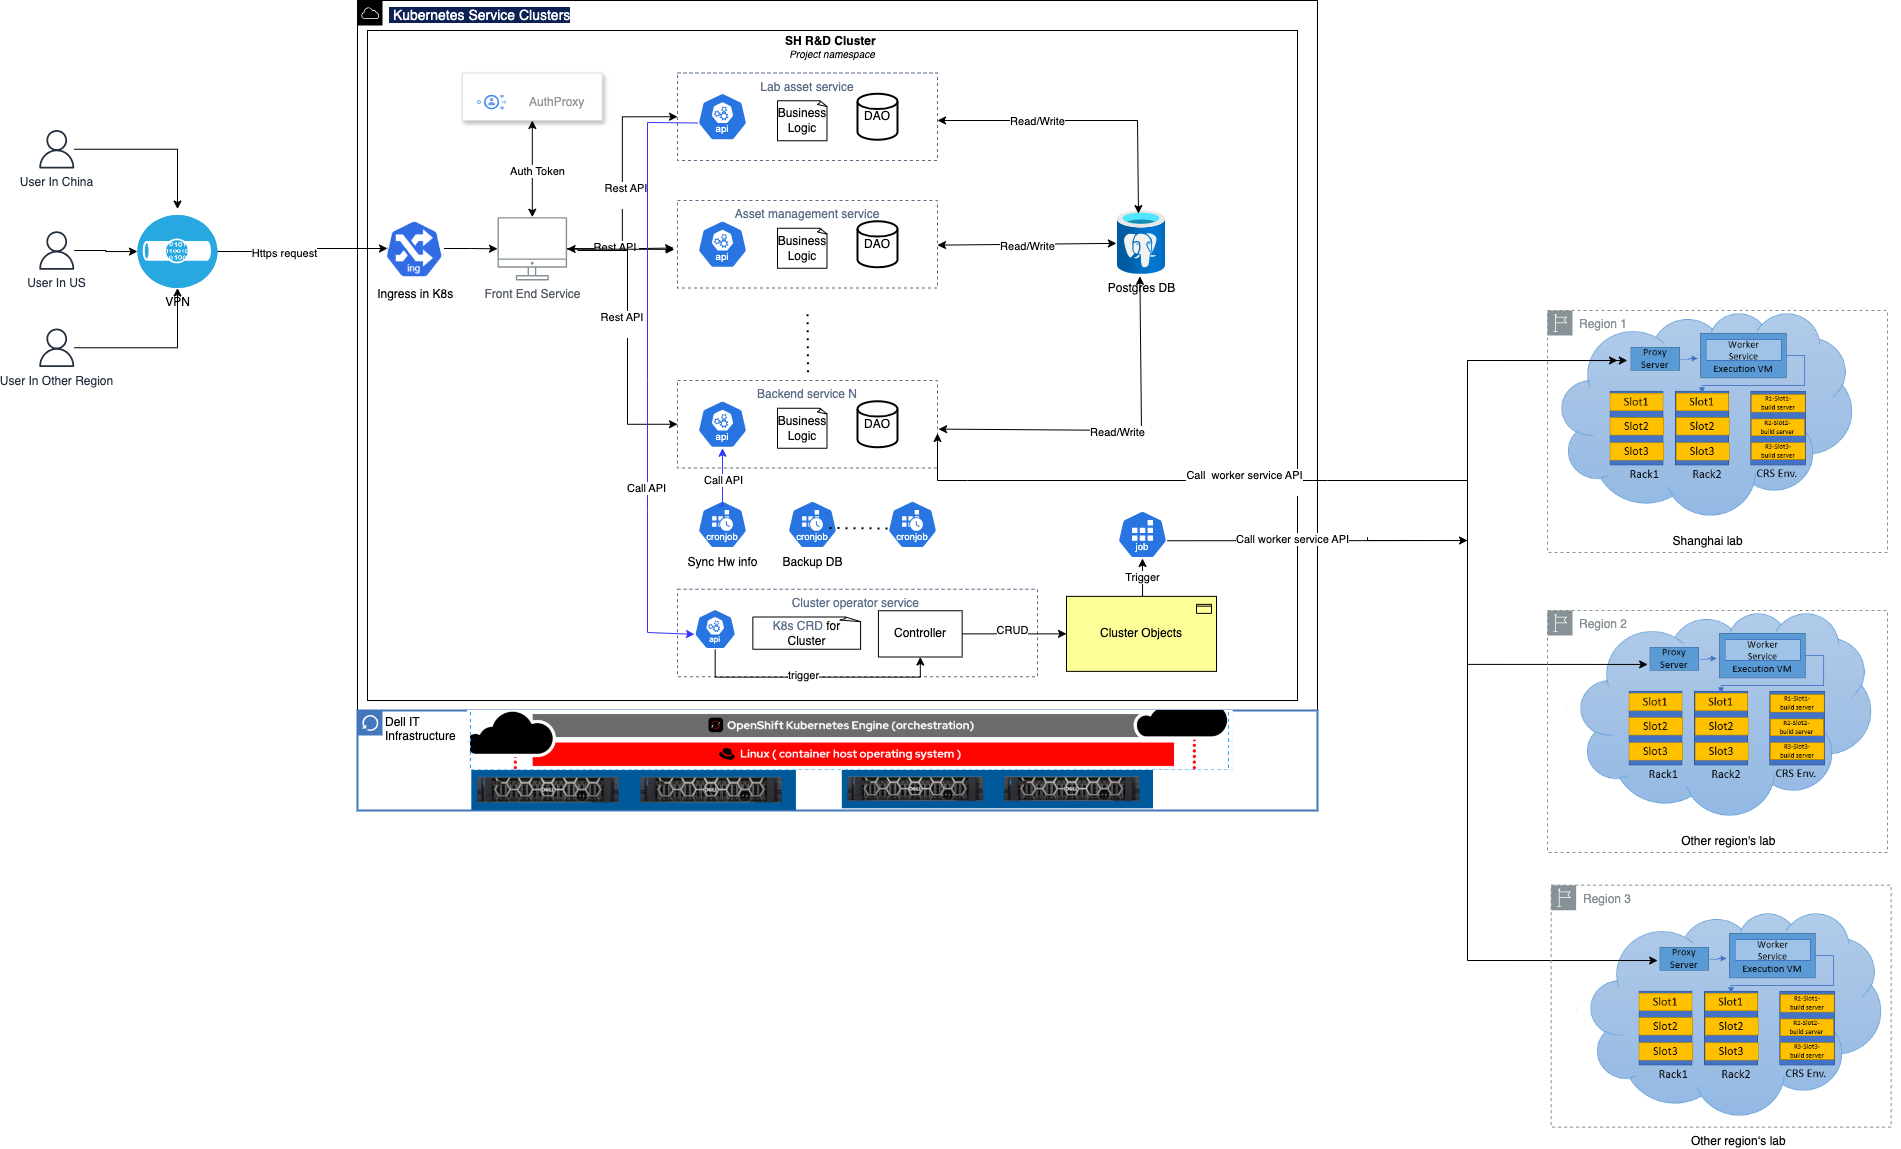 Kubernetes Service Clusters
SH R&D Cluster
Project namespace
AuthProxy
Auth Token
User In China
User In US
User In Other Region
VPN
Https request
ing
Ingress in K8s
Front End Service
Rest API
Rest API
Rest API
Lab asset service
api
Business
Logic
DAO
Read/Write
Asset management service
api
Business
Logic
DAO
Read/Write
Postgres DB
Backend service N
api
Business
Logic
DAO
Read/Write
Call API
Call API
Call  worker service API
cronjob
Sync Hw info
cronjob
Backup DB
cronjob
job
Call worker service API
Trigger
Cluster operator service
api
K8s CRD for
Cluster
Controller
CRUD
Cluster Objects
trigger
Dell IT
Infrastructure
OpenShift Kubernetes Engine (orchestration)
Linux ( container host operating system )
Region 1
Proxy
Server
Worker
Service
Execution VM
Slot1
Slot2
Slot3
Rack1
Slot1
Slot2
Slot3
Rack2
R1-Slot1-
build server
R2-Slot2-
build server
R3-Slot3-
build server
CRS Env.
Shanghai lab
Region 2
Proxy
Server
Worker
Service
Execution VM
Slot1
Slot2
Slot3
Rack1
Slot1
Slot2
Slot3
Rack2
R1-Slot1-
build server
R2-Slot2-
build server
R3-Slot3-
build server
CRS Env.
Other region's lab
Region 3
Proxy
Server
Worker
Service
Execution VM
Slot1
Slot2
Slot3
Rack1
Slot1
Slot2
Slot3
Rack2
R1-Slot1-
build server
R2-Slot2-
build server
R3-Slot3-
build server
CRS Env.
Other region's lab